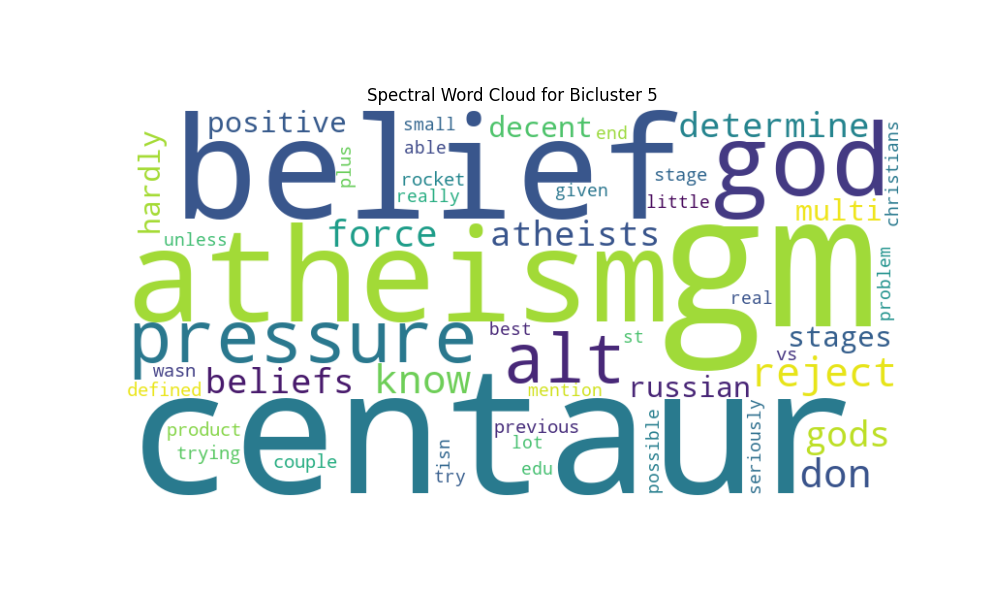 Spectral Word Cloud for Bicluster 5
positive
small
decent
end
determine
belief
god
hardly
plus
able
rocket
really
given
stage
little
multi
christians
unless
force
atheists
atheism
gm
real
problem
pressure
best
st
alt
vs
stages
wasn
defined
beliefs
know
mention
russian
reject
centaur
product
trying
couple
isn
try
previous
lot
edu
possible
seriously
gods
don